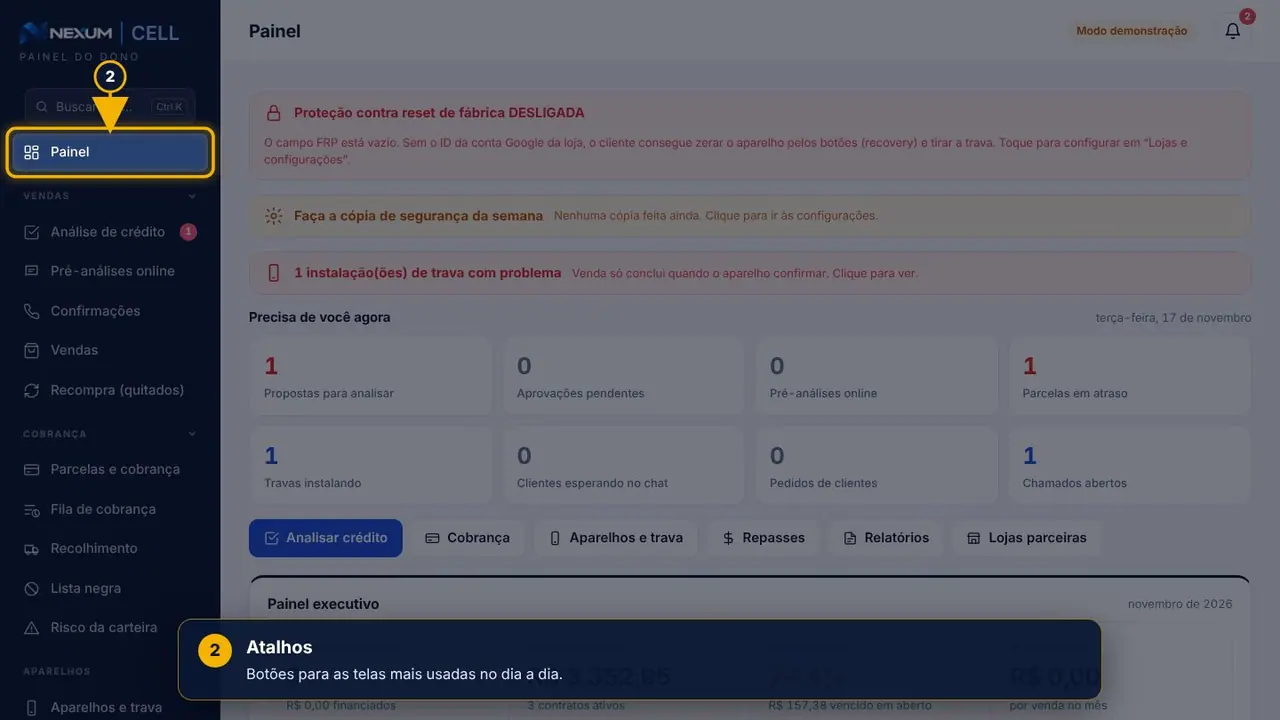 NEXUM | CELL
PAINEL DO DONO
2
Buscar
Ctrl K
Painel
VENDAS
Análise de crédito 1
Pré-análises online
Confirmações
Vendas
Recompra (quitados)
COBRANÇA
Parcelas e cobrança
Fila de cobrança
Recolhimento
Lista negra
Risco da carteira
APARELHOS
Aparelhos e trava
Painel
Modo demonstração
2
Proteção contra reset de fábrica DESLIGADA
O campo FRP está vazio. Sem o ID da conta Google da loja, o cliente consegue zerar o aparelho pelos botões (recovery) e tirar a trava. Toque para configurar em “Lojas e
configurações”.
Faça a cópia de segurança da semana Nenhuma cópia feita ainda. Clique para ir às configurações.
1 instalação(ões) de trava com problema Venda só conclui quando o aparelho confirmar. Clique para ver.
Precisa de você agora
terça-feira, 17 de novembro
1
Propostas para analisar
0
Aprovações pendentes
0
Pré-análises online
1
Parcelas em atraso
1
Travas instalando
0
Clientes esperando no chat
0
Pedidos de clientes
1
Chamados abertos
Analisar crédito
Cobrança
Aparelhos e trava
Repasses
Relatórios
Lojas parceiras
Painel executivo
novembro de 2026
2
Atalhos
Botões para as telas mais usadas no dia a dia.
R$ 0,00
R$ 0,00 financiados
3 contratos ativos
R$ 157,38 vencido em aberto
por venda no mês